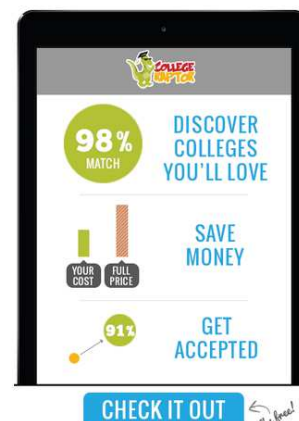 COLLEGE
RAPTOR
98%
MATCH
DISCOVER
COLLEGES
YOU'LL LOVE
YOUR
COST
FULL
PRICE
SAVE
MONEY
91%
GET
ACCEPTED
CHECK IT OUT
free!